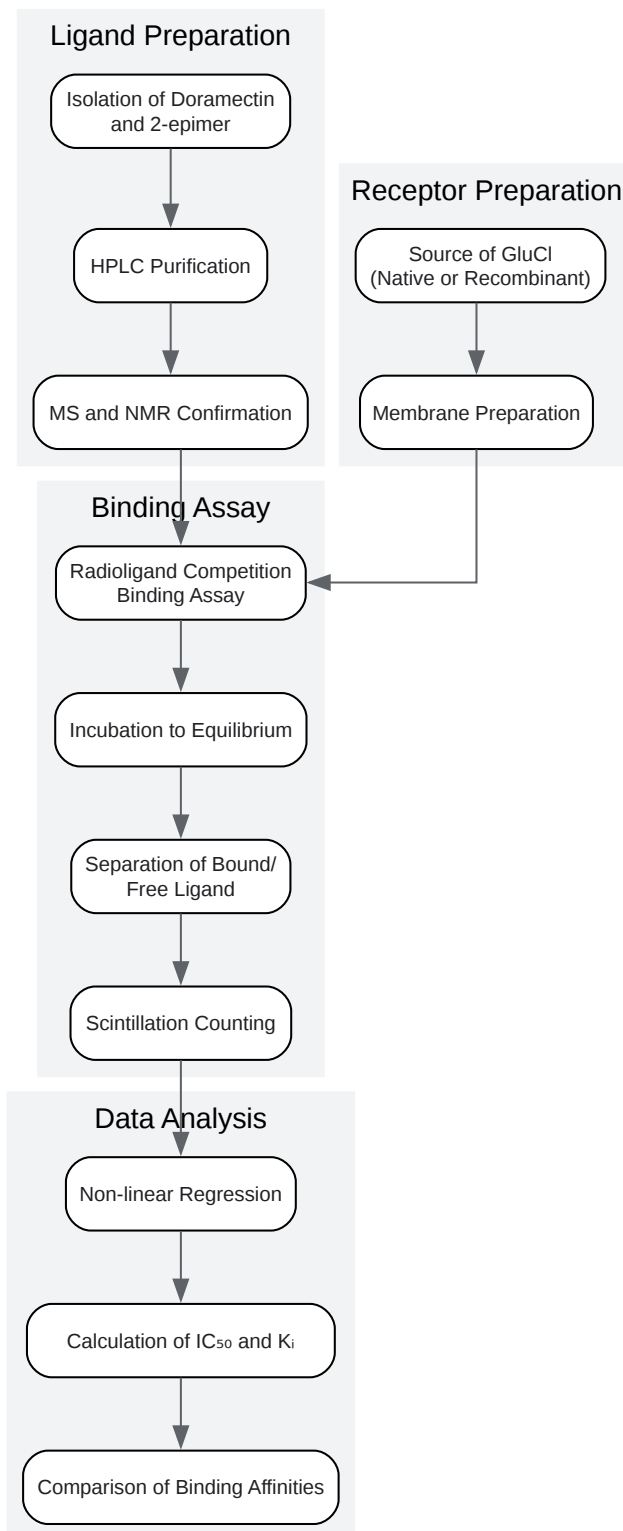 Ligand Preparation
Isolation of Doramectin
and 2-epimer
HPLC Purification
MS and NMR Confirmation
Receptor Preparation
Source of GluCl
(Native or Recombinant)
Membrane Preparation
Binding Assay
Radioligand Competition
Binding Assay
Incubation to Equilibrium
Separation of Bound/
Free Ligand
Scintillation Counting
Data Analysis
Non-linear Regression
Calculation of IC₅₀ and Kᵢ
Comparison of Binding Affinities